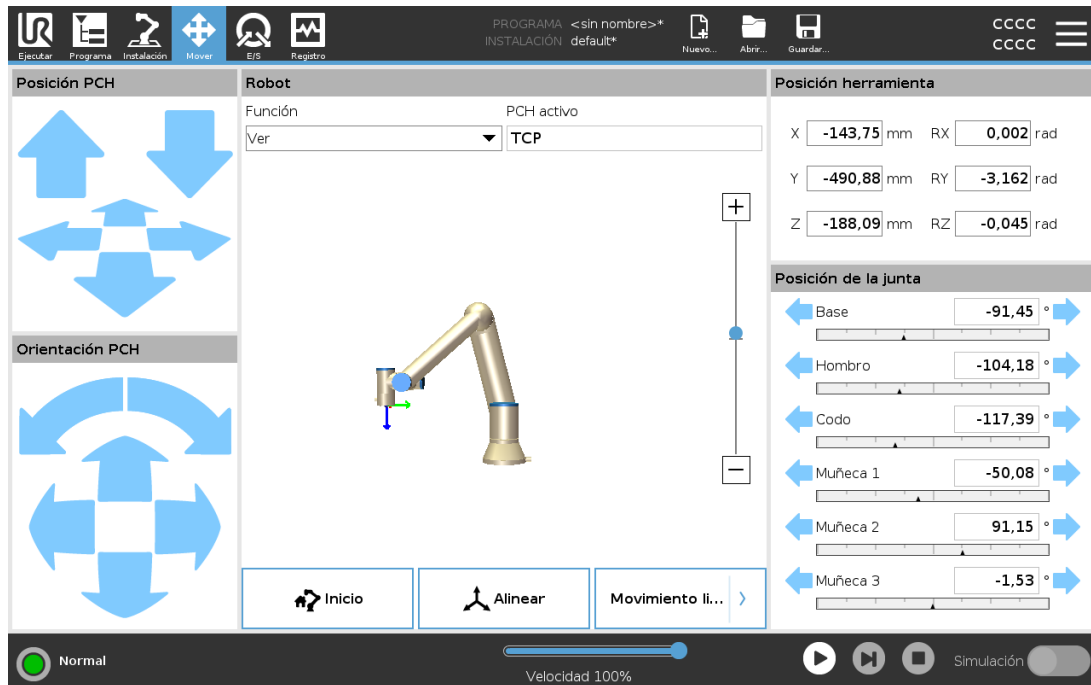 Ejecutar Programa Instalación Mover E/S Registro
PROGRAMA <sin nombre>*
INSTALACIÓN default*
Nuevo... Abrir... Guardar...
CCCC
CCCC
Posición PCH
Orientación PCH
Robot
Función PCH activo
Ver TCP
+
−
Inicio Alinear Movimiento li... >
Posición herramienta
X -143,75 mm RX 0,002 rad
Y -490,88 mm RY -3,162 rad
Z -188,09 mm RZ -0,045 rad
Posición de la junta
Base -91,45 °
Hombro -104,18 °
Codo -117,39 °
Muñeca 1 -50,08 °
Muñeca 2 91,15 °
Muñeca 3 -1,53 °
Normal
Velocidad 100%
Simulación